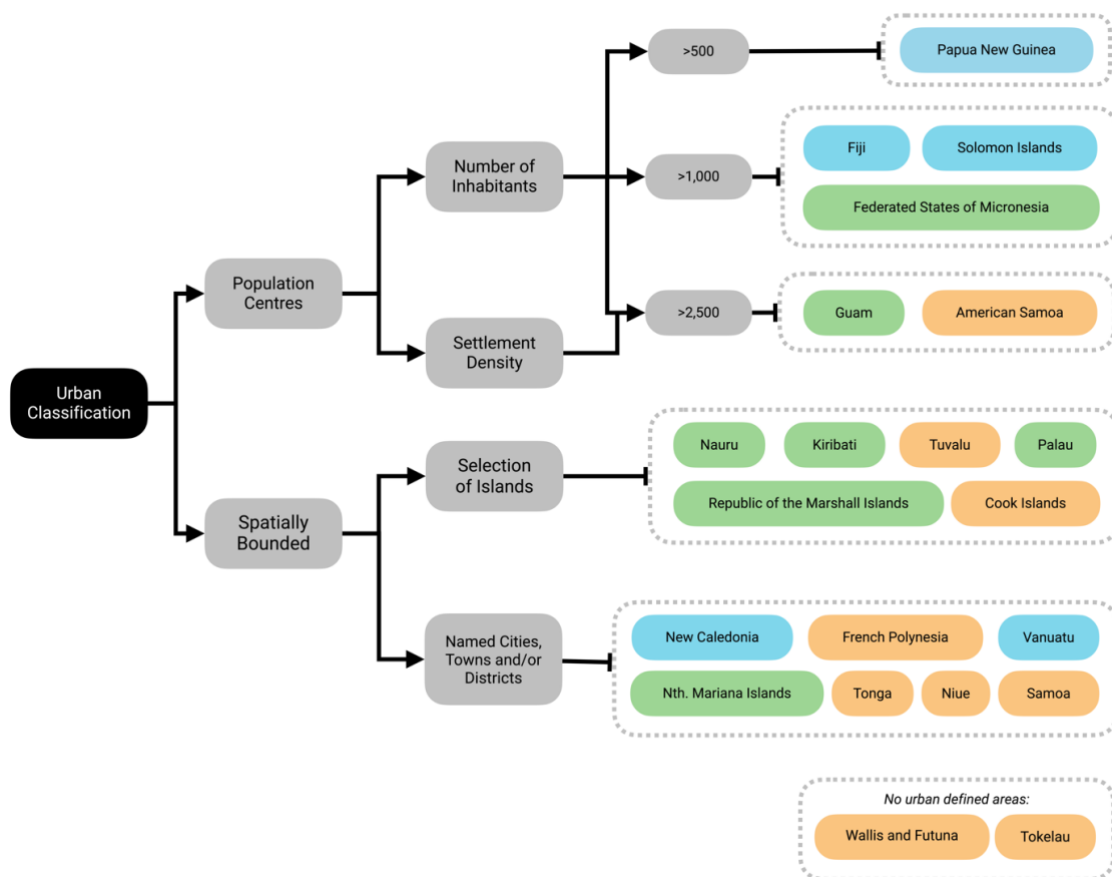 Urban
Classification
Population
Centres
Spatially
Bounded
Number of
Inhabitants
Settlement
Density
Selection
of Islands
Named Cities,
Towns and/or
Districts
>500
>1,000
>2,500
Papua New Guinea
Fiji
Solomon Islands
Federated States of Micronesia
Guam
American Samoa
Nauru
Kiribati
Tuvalu
Palau
Republic of the Marshall Islands
Cook Islands
New Caledonia
French Polynesia
Vanuatu
Nth. Mariana Islands
Tonga
Niue
Samoa
No urban defined areas:
Wallis and Futuna
Tokelau